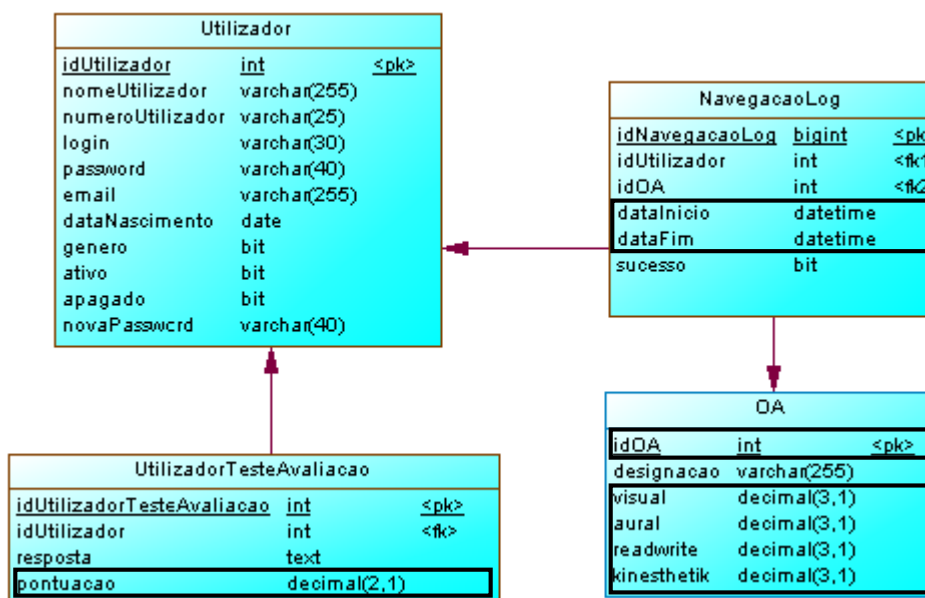 Utilizador
idUtilizador int <pk>
nomeUtilizador varchar(255)
numeroUtilizador varchar(25)
login varchar(30)
password varchar(40)
email varchar(255)
dataNascimento date
genero bit
ativo bit
apagado bit
novaPassword varchar(40)
NavegacaoLog
idNavegacaoLog bigint <pk
idUtilizador int <fk1
idOA int <fk2
dataInicio datetime
dataFim datetime
sucesso bit
UtilizadorTesteAvaliacao
idUtilizadorTesteAvaliacao int <pk>
idUtilizador int <fk>
resposta text
pontuacao decimal(2,1)
OA
idOA int <pk>
designacao varchar(255)
visual decimal(3,1)
aural decimal(3,1)
readwrite decimal(3,1)
kinesthetik decimal(3,1)